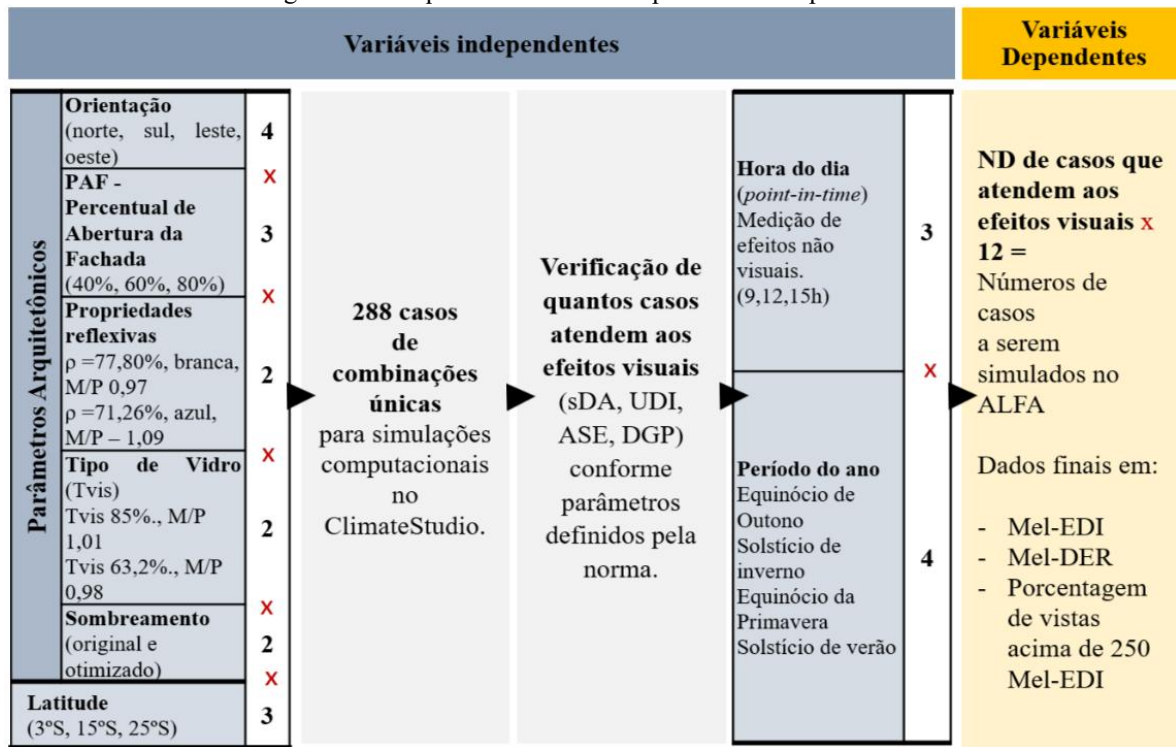 Variáveis independentes
Variáveis
Dependentes
Parâmetros Arquitetônicos
Orientação
(norte, sul, leste,
oeste)
4
x
PAF -
Percentual de
Abertura da
Fachada
(40%, 60%, 80%)
3
x
Propriedades
reflexivas
ρ =77,80%, branca,
M/P 0,97
ρ =71,26%, azul,
M/P – 1,09
2
x
Tipo de Vidro
(Tvis)
Tvis 85%., M/P
1,01
Tvis 63,2%., M/P
0,98
2
x
Sombreamento
(original e
otimizado)
2
x
Latitude
(3ºS, 15ºS, 25ºS)
3
288 casos
de
combinações
únicas
para simulações
computacionais
no
ClimateStudio.
Verificação de
quantos casos
atendem aos
efeitos visuais
(sDA, UDI,
ASE, DGP)
conforme
parâmetros
definidos pela
norma.
Hora do dia
(point-in-time)
Medição de
efeitos não
visuais.
(9,12,15h)
3
x
Período do ano
Equinócio de
Outono
Solstício de
inverno
Equinócio da
Primavera
Solstício de verão
4
ND de casos que
atendem aos
efeitos visuais x
12 =
Números de
casos
a serem
simulados no
ALFA
Dados finais em:
- Mel-EDI
- Mel-DER
- Porcentagem
de vistas
acima de 250
Mel-EDI